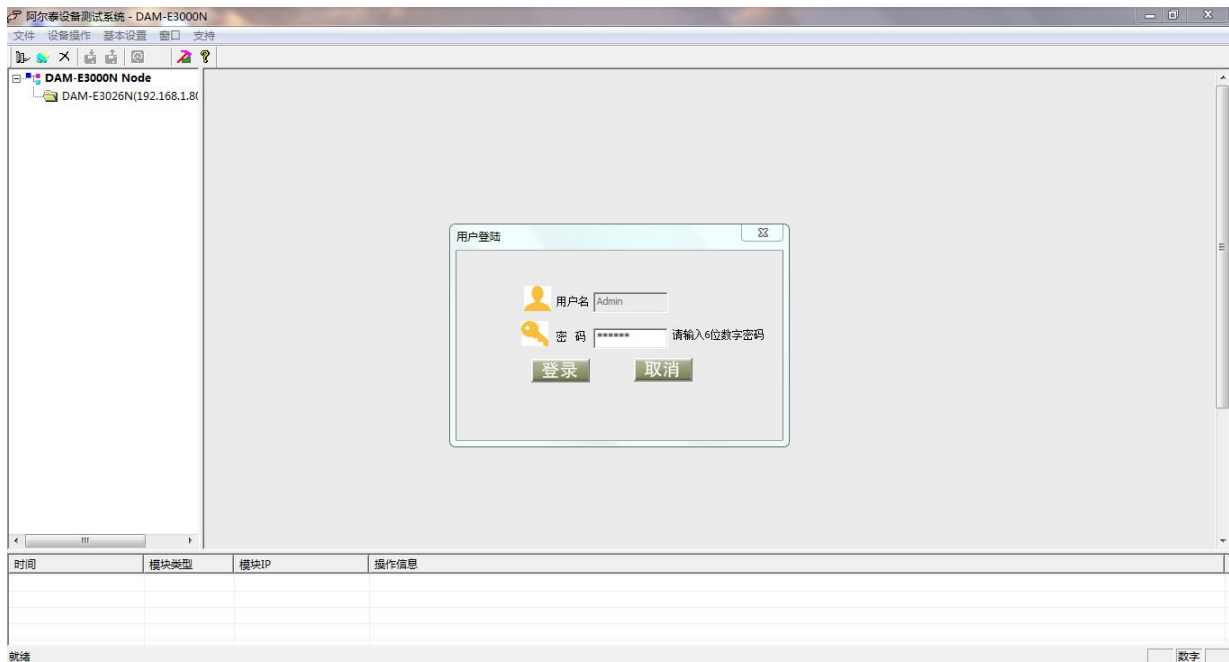 阿尔泰设备测试系统 - DAM-E3000N
文件 设备操作 基本设置 窗口 支持
DAM-E3000N Node
DAM-E3026N(192.168.1.80
用户登陆
用户名 Admin
密 码 ****** 请输入6位数字密码
登录 取消
时间 模块类型 模块IP 操作信息
就绪 数字